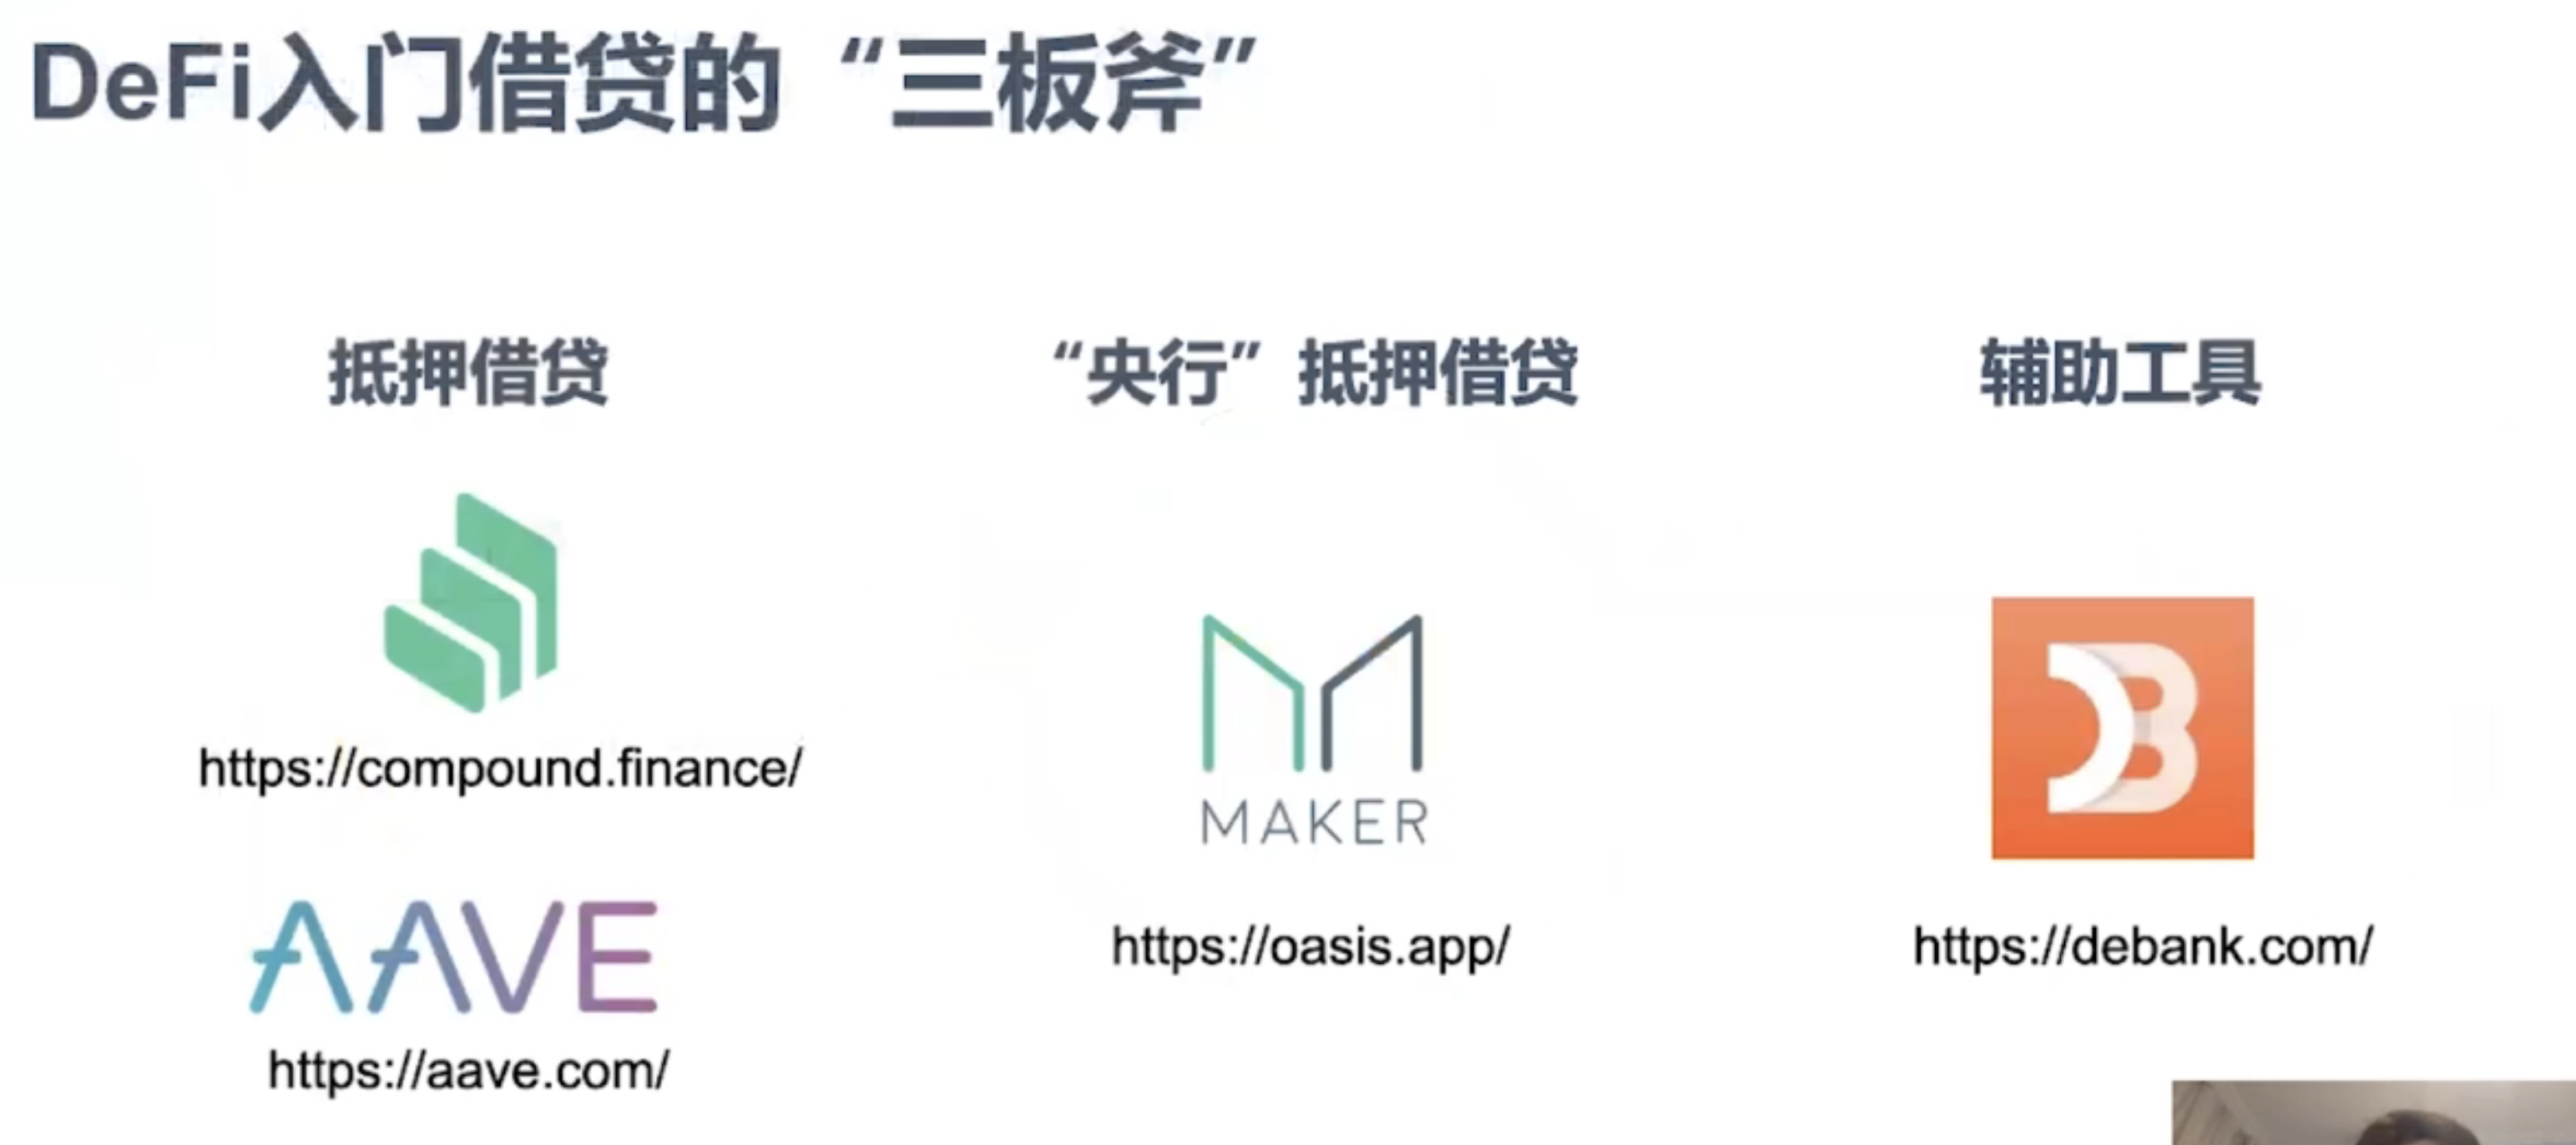 DeFi入门借贷的“三板斧”
抵押借贷
“央行”抵押借贷
辅助工具
https://compound.finance/
MAKER
AAVE
https://oasis.app/
https://debank.com/
https://aave.com/